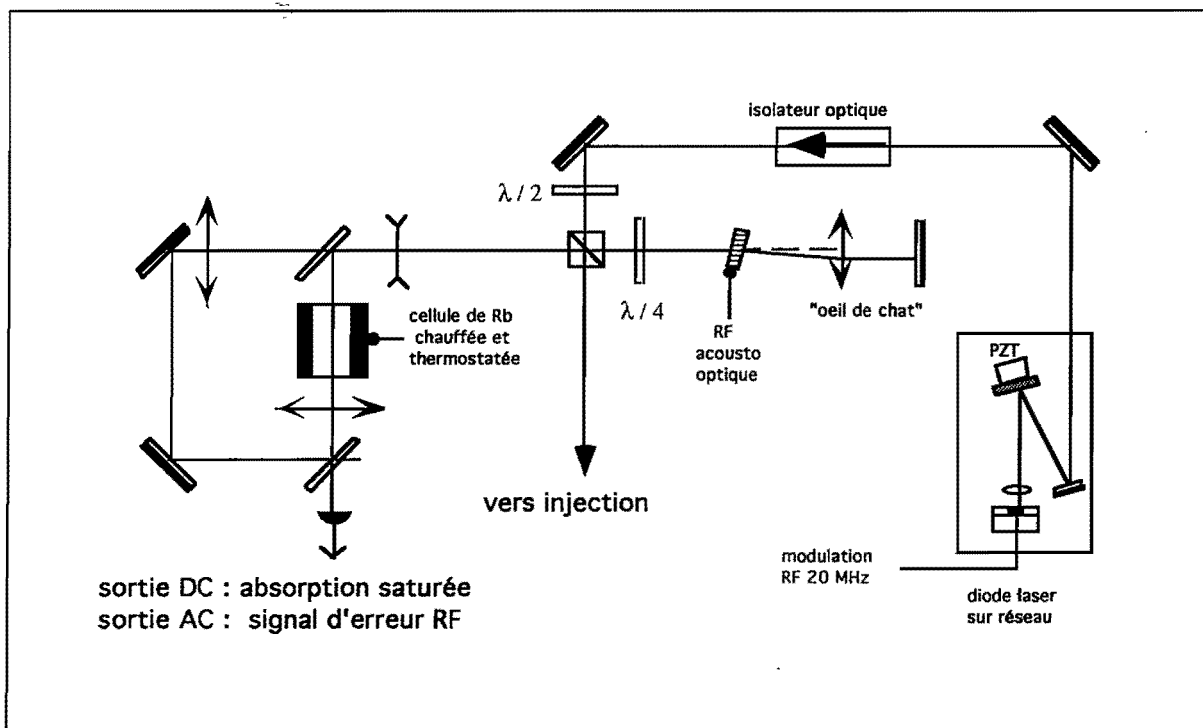 isolateur optique
λ / 2
λ / 4
"oeil de chat"
RF
acousto
optique
cellule de Rb
chauffée et
thermostatée
PZT
vers injection
modulation
RF 20 MHz
diode laser
sur réseau
sortie DC : absorption saturée
sortie AC : signal d'erreur RF